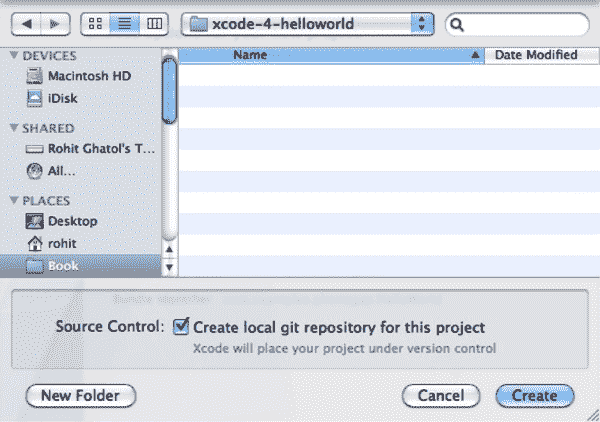 xcode-4-helloworld
DEVICES
Name
Date Modified
Macintosh HD
iDisk
SHARED
Rohit Ghatol's T...
All...
PLACES
Desktop
rohit
Book
Source Control: Create local git repository for this project
Xcode will place your project under version control
New Folder
Cancel
Create